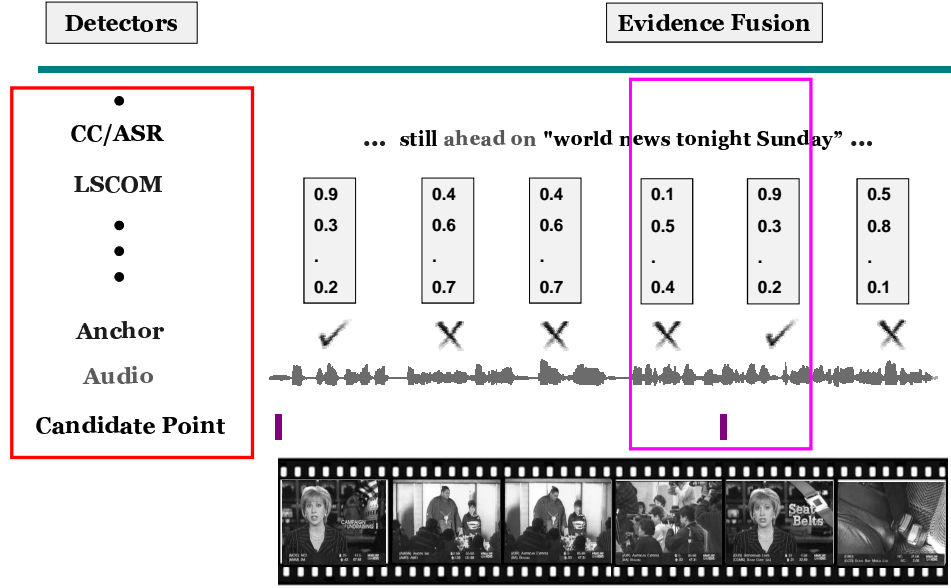 Detectors
Evidence Fusion
CC/ASR
... still ahead on "world news tonight Sunday” ...
LSCOM
0.9 0.4 0.4 0.1 0.9 0.5
0.3 0.6 0.6 0.5 0.3 0.8
. . . . . .
0.2 0.7 0.7 0.4 0.2 0.1
Anchor
Audio
Candidate Point
CAMPAIGN
Seat
Belts